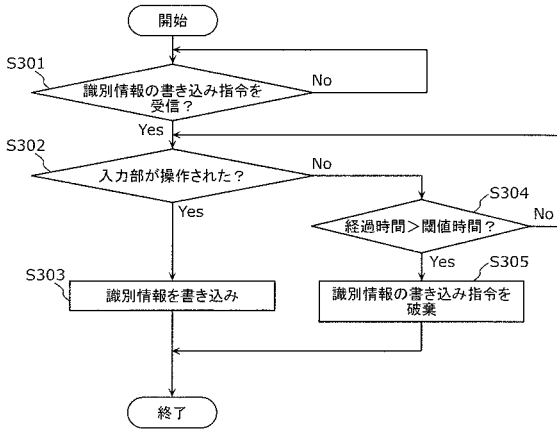 開始
S301
識別情報の書き込み指令を
受信？
No
Yes
S302
入力部が操作された？
No
Yes
S304
経過時間＞閾値時間？
No
Yes
S303
識別情報を書き込み
S305
識別情報の書き込み指令を
破棄
終了